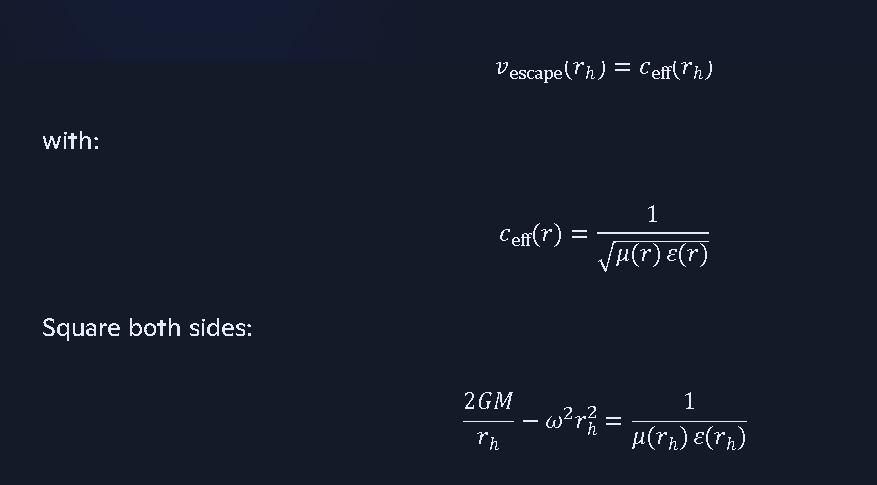 v_escape(r_h) = c_eff(r_h)
with:
c_eff(r) = 1/√(μ(r) ε(r))
Square both sides:
2GM/r_h − ω²r_h² = 1/(μ(r_h) ε(r_h))